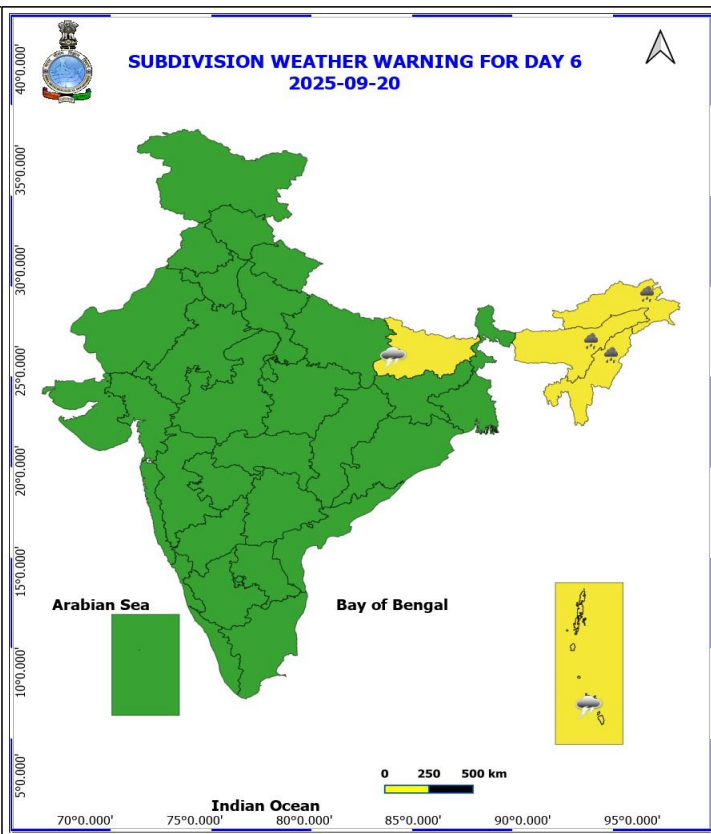 SUBDIVISION WEATHER WARNING FOR DAY 6
2025-09-20
40°0.000'
35°0.000'
30°0.000'
25°0.000'
20°0.000'
15°0.000'
10°0.000'
5°0.000'
Arabian Sea
Bay of Bengal
0 250 500 km
Indian Ocean
70°0.000' 75°0.000' 80°0.000' 85°0.000' 90°0.000' 95°0.000'